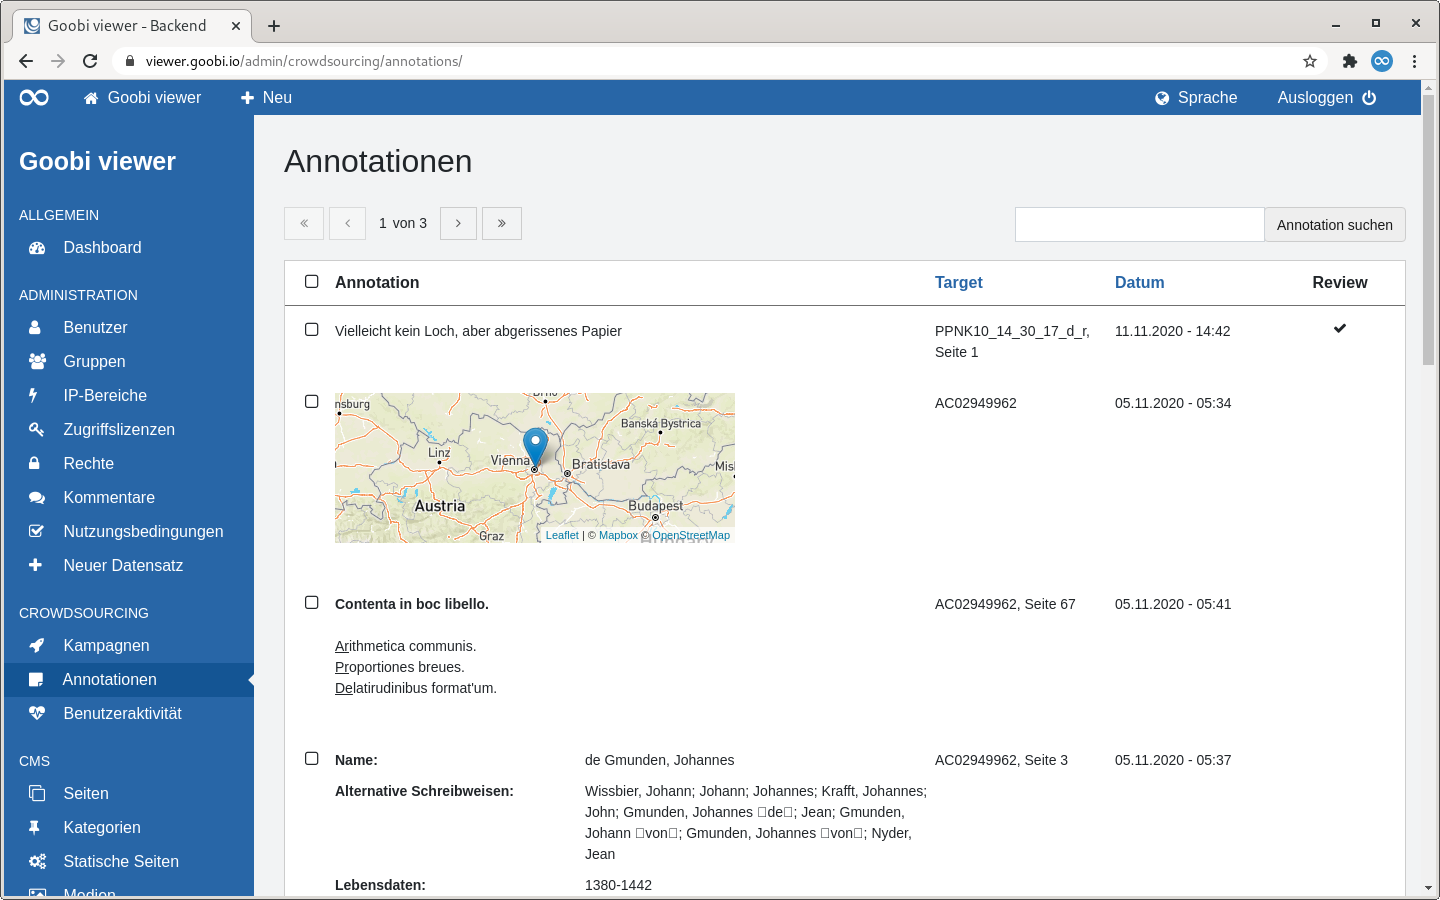 Goobi viewer - Backend
viewer.goobi.io/admin/crowdsourcing/annotations/
Goobi viewer
Neu
Sprache
Ausloggen
Goobi viewer
ALLGEMEIN
Dashboard
ADMINISTRATION
Benutzer
Gruppen
IP-Bereiche
Zugriffslizenzen
Rechte
Kommentare
Nutzungsbedingungen
Neuer Datensatz
CROWDSOURCING
Kampagnen
Annotationen
Benutzeraktivität
CMS
Seiten
Kategorien
Statische Seiten
Medien
Annotationen
« ‹ 1 von 3 › »
Annotation suchen
Annotation Target Datum Review
Vielleicht kein Loch, aber abgerissenes Papier
PPNK10_14_30_17_d_r,
Seite 1
11.11.2020 - 14:42
nsburg
Brno
Banská Bystrica
Linz
Vienna
Bratislava
Misk
Austria
Budapest
Graz
Hungary
Leaflet | © Mapbox © OpenStreetMap
AC02949962
05.11.2020 - 05:34
Contenta in boc libello.
AC02949962, Seite 67
05.11.2020 - 05:41
Arithmetica communis.
Proportiones breues.
Delatirudinibus format'um.
Name: de Gmunden, Johannes
AC02949962, Seite 3
05.11.2020 - 05:37
Alternative Schreibweisen: Wissbier, Johann; Johann; Johannes; Krafft, Johannes;
John; Gmunden, Johannes □de□; Jean; Gmunden,
Johann □von□; Gmunden, Johannes □von□; Nyder,
Jean
Lebensdaten: 1380-1442